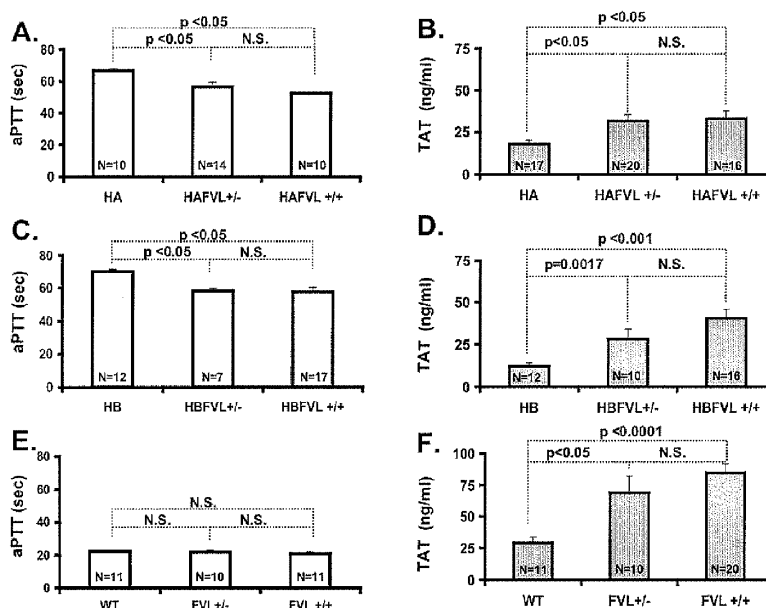 A.
p <0.05
p <0.05 N.S.
aPTT (sec)
80
60
40
20
0
N=10 N=14 N=10
HA HAFVL+/- HAFVL +/+
B.
p <0.05
p<0.05 N.S.
TAT (ng/ml)
75
50
25
0
N=17 N=20 N=16
HA HAFVL +/- HAFVL +/+
C.
p <0.05
p <0.05 N.S.
aPTT (sec)
80
60
40
20
0
N=12 N=7 N=17
HB HBFVL+/- HBFVL +/+
D.
p <0.001
p=0.0017 N.S.
TAT (ng/ml)
75
50
25
0
N=12 N=10 N=16
HB HBFVL+/- HBFVL +/+
E.
N.S.
N.S. N.S.
aPTT (sec)
80
60
40
20
0
N=11 N=10 N=11
WT FVL+/- FVL +/+
F.
p <0.0001
p<0.05 N.S.
TAT (ng/ml)
100
75
50
25
0
N=11 N=10 N=20
WT FVL+/- FVL +/+